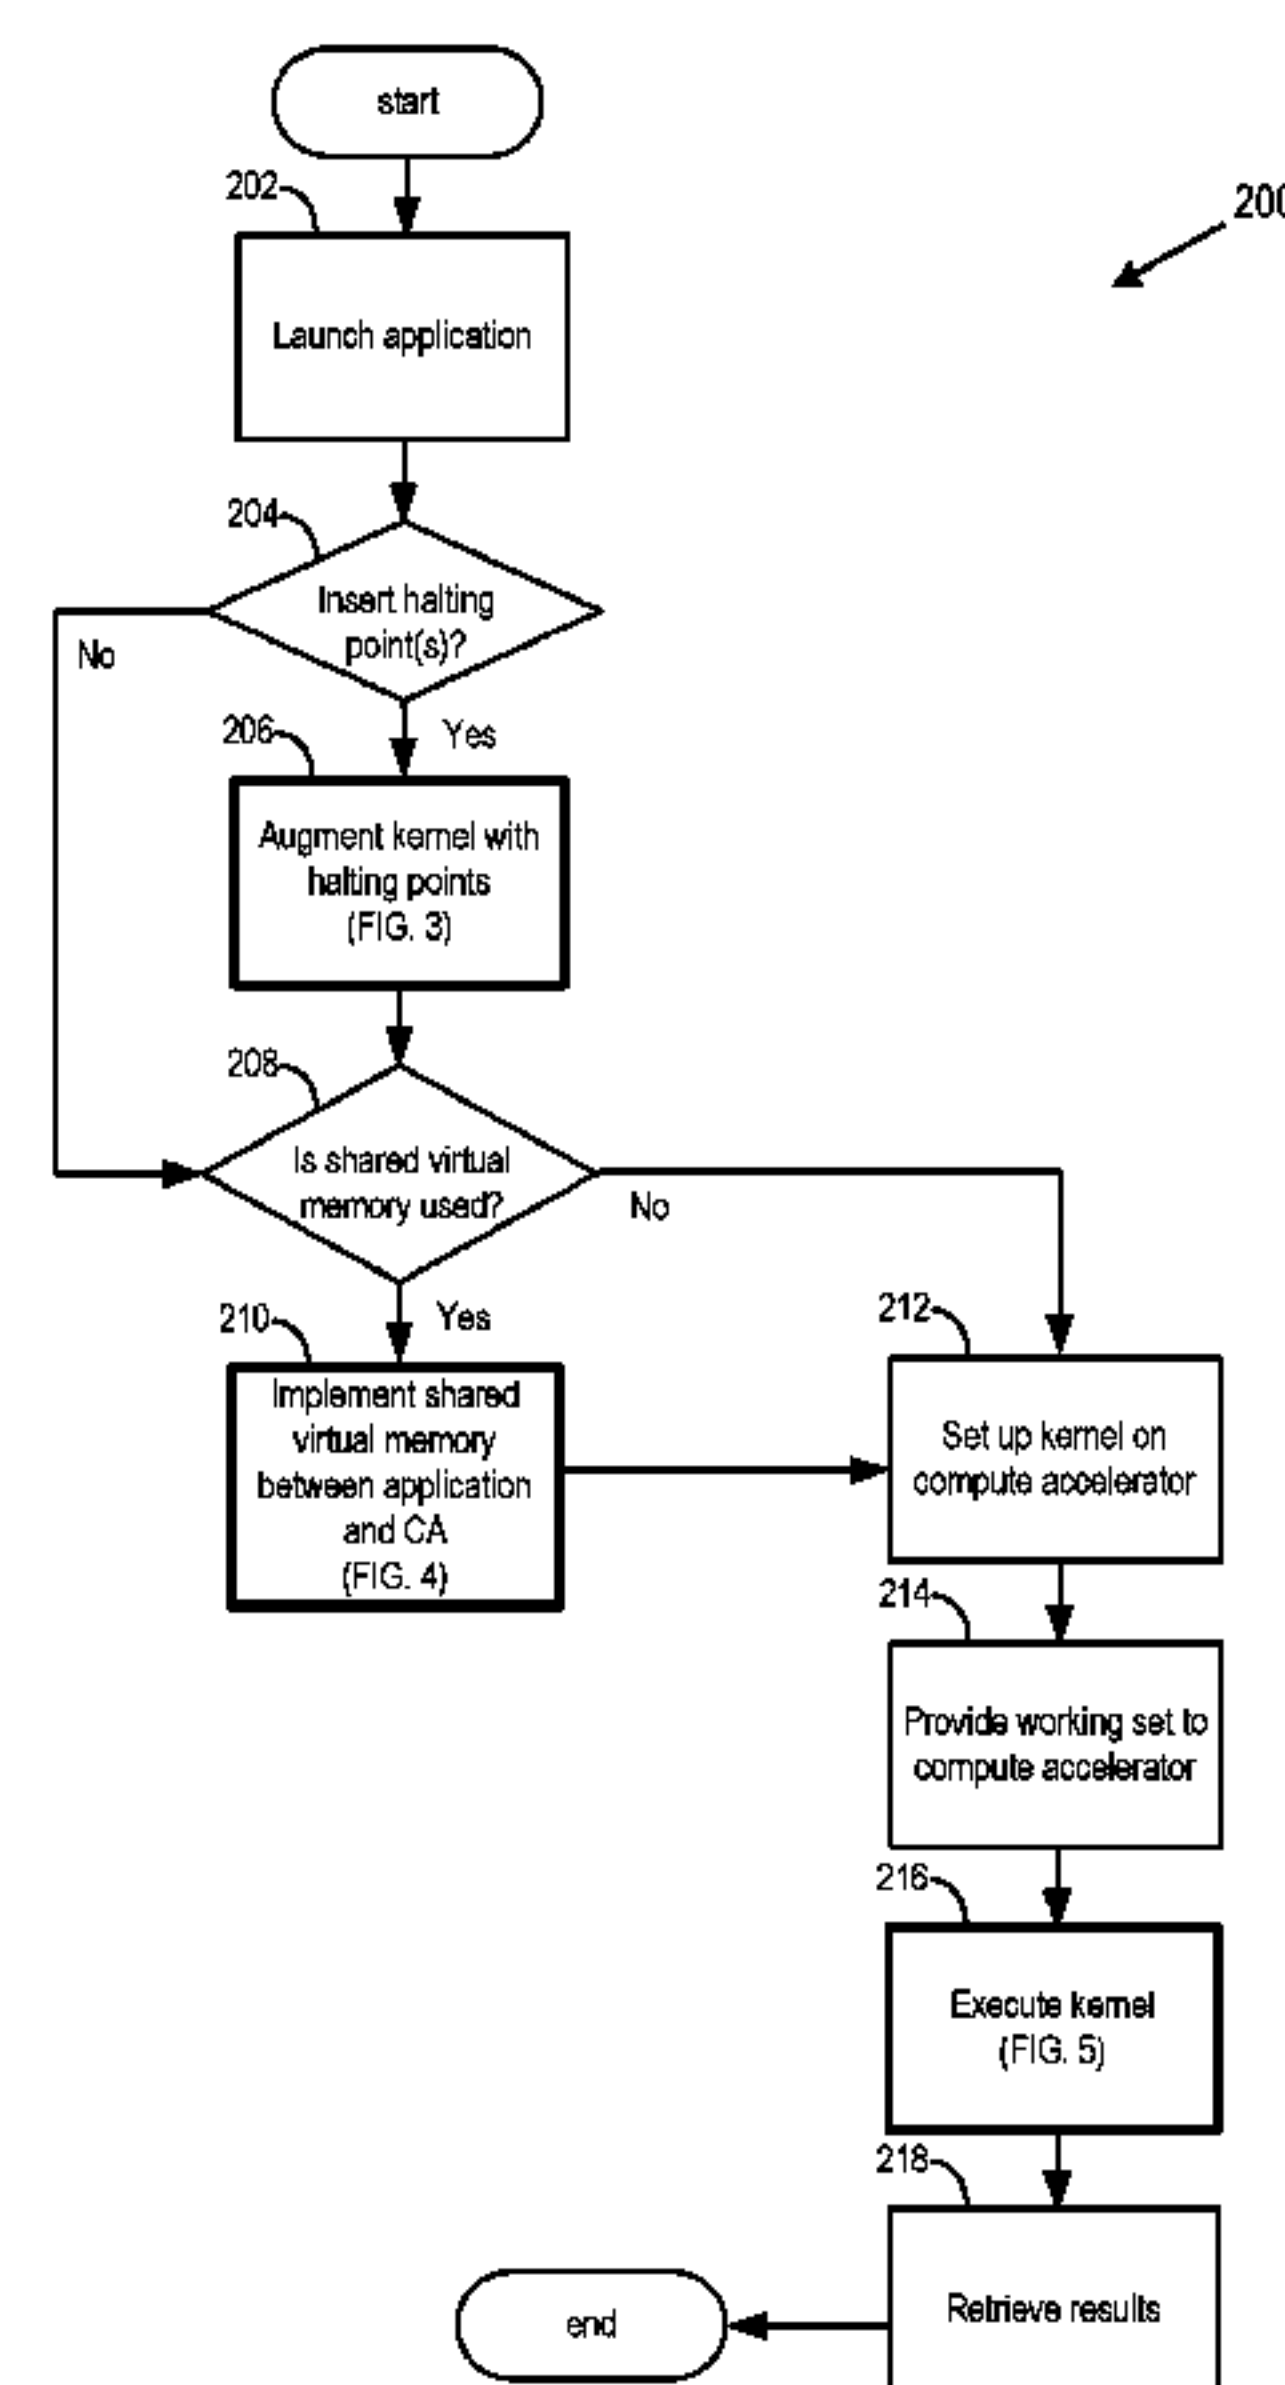 start
202
200
Launch application
204
Insert halting
point(s)?
No
206
Yes
Augment kernel with
halting points
(FIG. 3)
208
Is shared virtual
memory used?
No
210
Yes
212
Implement shared
virtual memory
between application
and CA
(FIG. 4)
Set up kernel on
compute accelerator
214
Provide working set to
compute accelerator
216
Execute kernel
(FIG. 5)
218
Retrieve results
end